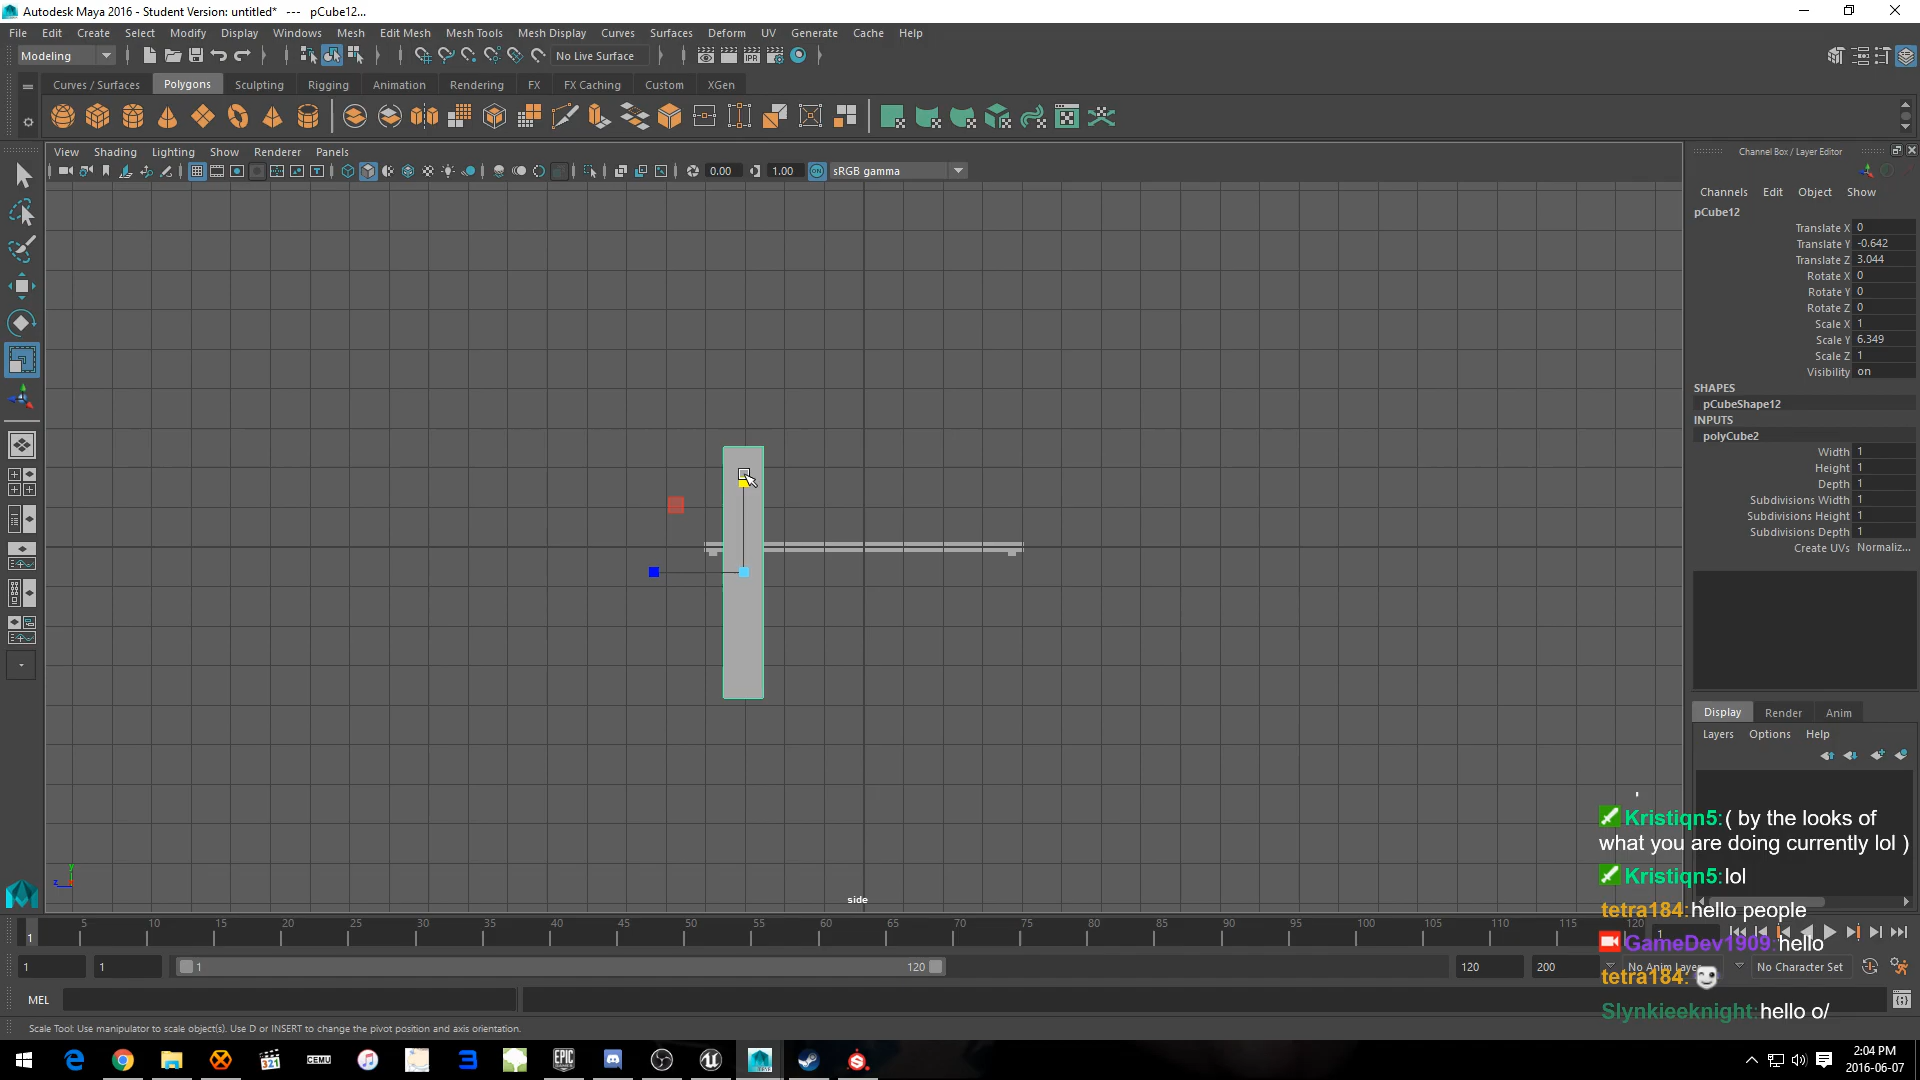 Autodesk Maya 2016 - Student Version: untitled* --- pCube12...
File Edit Create Select Modify Display Windows Mesh Edit Mesh Mesh Tools Mesh Display Curves Surfaces Deform UV Generate Cache Help
Modeling No Live Surface
Curves / Surfaces Polygons Sculpting Rigging Animation Rendering FX FX Caching Custom XGen
View Shading Lighting Show Renderer Panels
0.00 1.00 ON sRGB gamma
Channel Box / Layer Editor
Channels Edit Object Show
pCube12
Translate X 0
Translate Y -0.642
Translate Z 3.044
Rotate X 0
Rotate Y 0
Rotate Z 0
Scale X 1
Scale Y 6.349
Scale Z 1
Visibility on
SHAPES
pCubeShape12
INPUTS
polyCube2
Width 1
Height 1
Depth 1
Subdivisions Width 1
Subdivisions Height 1
Subdivisions Depth 1
Create UVs Normaliz...
Display Render Anim
Layers Options Help
Kristiqn5: ( by the looks of
what you are doing currently lol )
Kristiqn5: lol
tetra184: hello people
GameDev1909: hello
tetra184:
Slynkieeknight: hello o/
side
1 5 10 15 20 25 30 35 40 45 50 55 60 65 70 75 80 85 90 95 100 105 110 115 120 1
1 1 1 120 120 200 No Anim Layer No Character Set
MEL
Scale Tool: Use manipulator to scale object(s). Use D or INSERT to change the pivot position and axis orientation.
321 CEMU EPIC GAMES
2:04 PM
2016-06-07